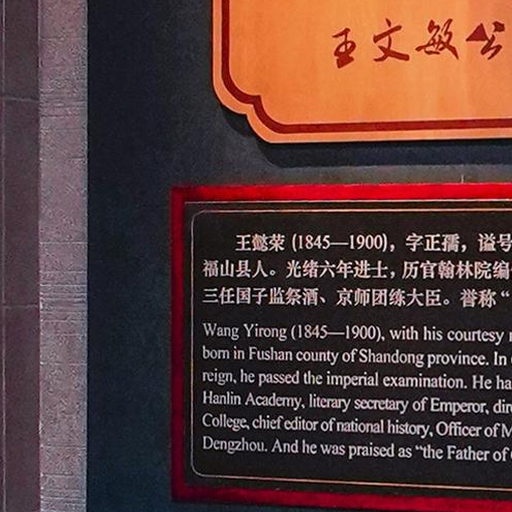 王文敏公
王懿荣 (1845—1900)，字正孺，谥号
福山县人。光绪六年进士，历官翰林院编
三任国子监祭酒、京师团练大臣。誉称“
Wang Yirong (1845—1900), with his courtesy
born in Fushan county of Shandong province. In
reign, he passed the imperial examination. He ha
Hanlin Academy, literary secretary of Emperor, dir
College, chief editor of national history, Officer of M
Dengzhou. And he was praised as “the Father of